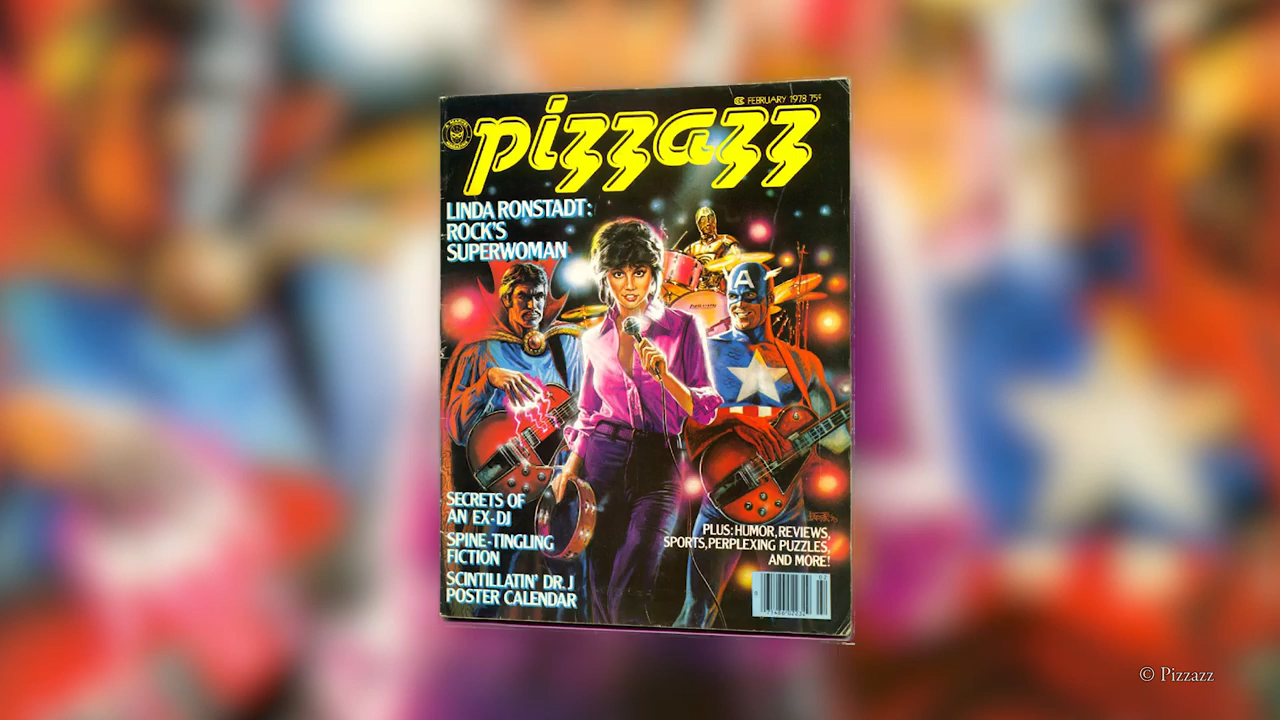 © FEBRUARY 1978 75¢
pizzazz
LINDA RONSTADT:
ROCK'S
SUPERWOMAN
A
SECRETS OF
AN EX-DJ
SPINE-TINGLING
FICTION
SCINTILLATIN' DR. J
POSTER CALENDAR
PLUS: HUMOR, REVIEWS,
SPORTS, PERPLEXING PUZZLES,
AND MORE!
02
© Pizzazz